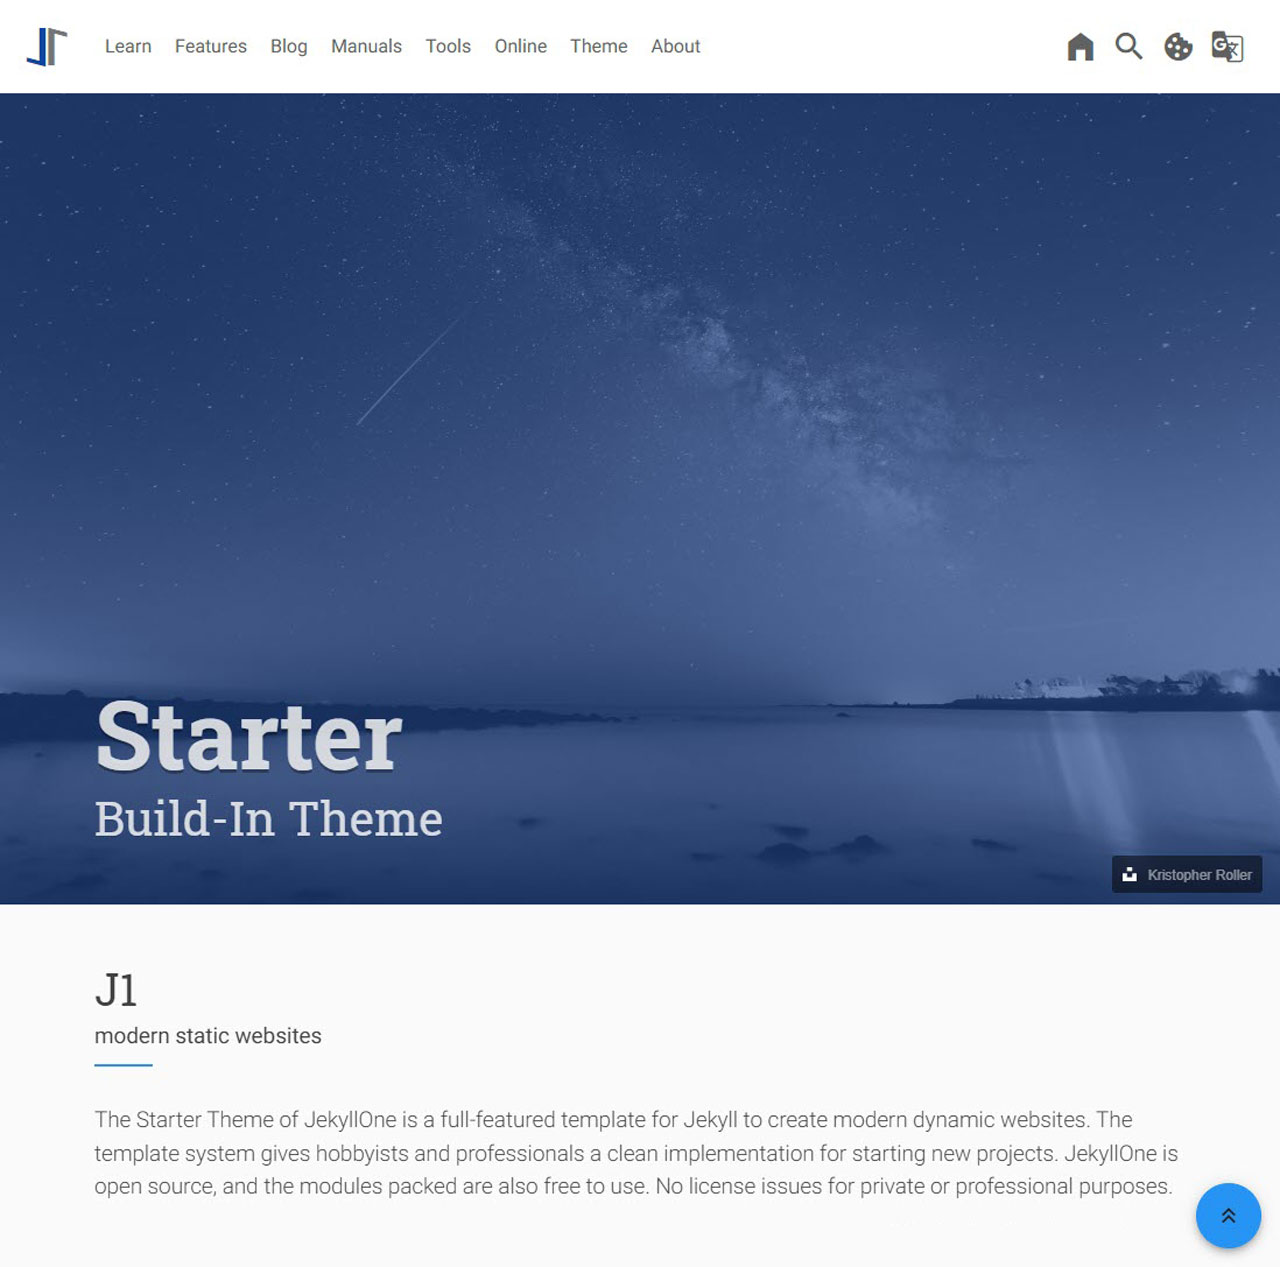 Learn Features Blog Manuals Tools Online Theme About
Starter
Build-In Theme
Kristopher Roller
J1
modern static websites
The Starter Theme of JekyllOne is a full-featured template for Jekyll to create modern dynamic websites. The
template system gives hobbyists and professionals a clean implementation for starting new projects. JekyllOne is
open source, and the modules packed are also free to use. No license issues for private or professional purposes.